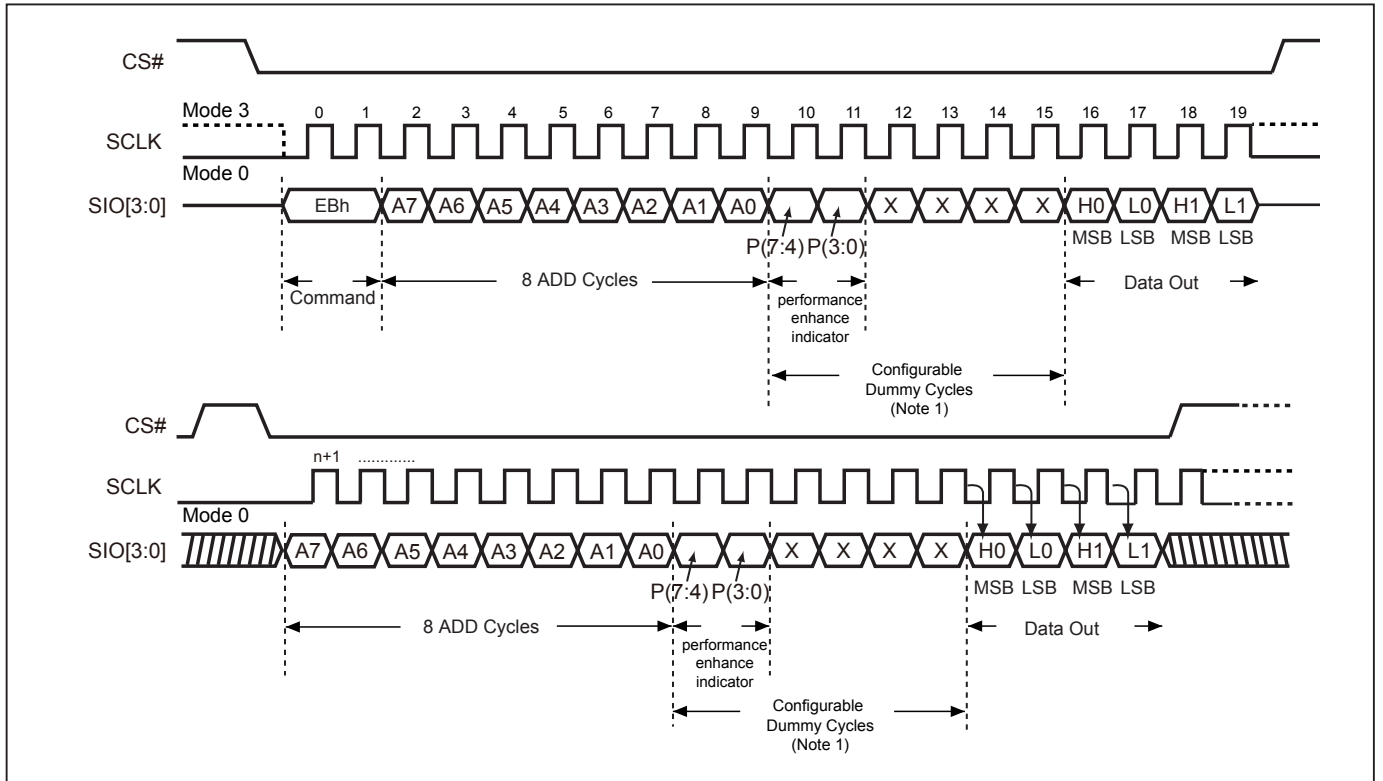 CS#
Mode 3
0 1 2 3 4 5 6 7 8 9 10 11 12 13 14 15 16 17 18 19
SCLK
Mode 0
SIO[3:0] EBh A7 A6 A5 A4 A3 A2 A1 A0 X X X X H0 L0 H1 L1
P(7:4) P(3:0) MSB LSB MSB LSB
Command 8 ADD Cycles Data Out
performance
enhance
indicator
Configurable
Dummy Cycles
(Note 1)
CS#
n+1 .............
SCLK
Mode 0
SIO[3:0] A7 A6 A5 A4 A3 A2 A1 A0 X X X X H0 L0 H1 L1
P(7:4) P(3:0) MSB LSB MSB LSB
8 ADD Cycles Data Out
performance
enhance
indicator
Configurable
Dummy Cycles
(Note 1)